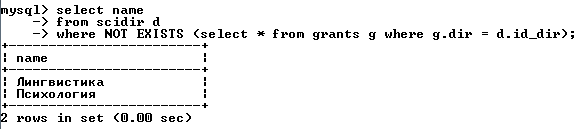 mysql> select name
    -> from scidir d
    -> where NOT EXISTS (select * from grants g where g.dir = d.id_dir);
+------------------------+
| name                   |
+------------------------+
| Лингвистика            |
| Психология             |
+------------------------+
2 rows in set (0.00 sec)